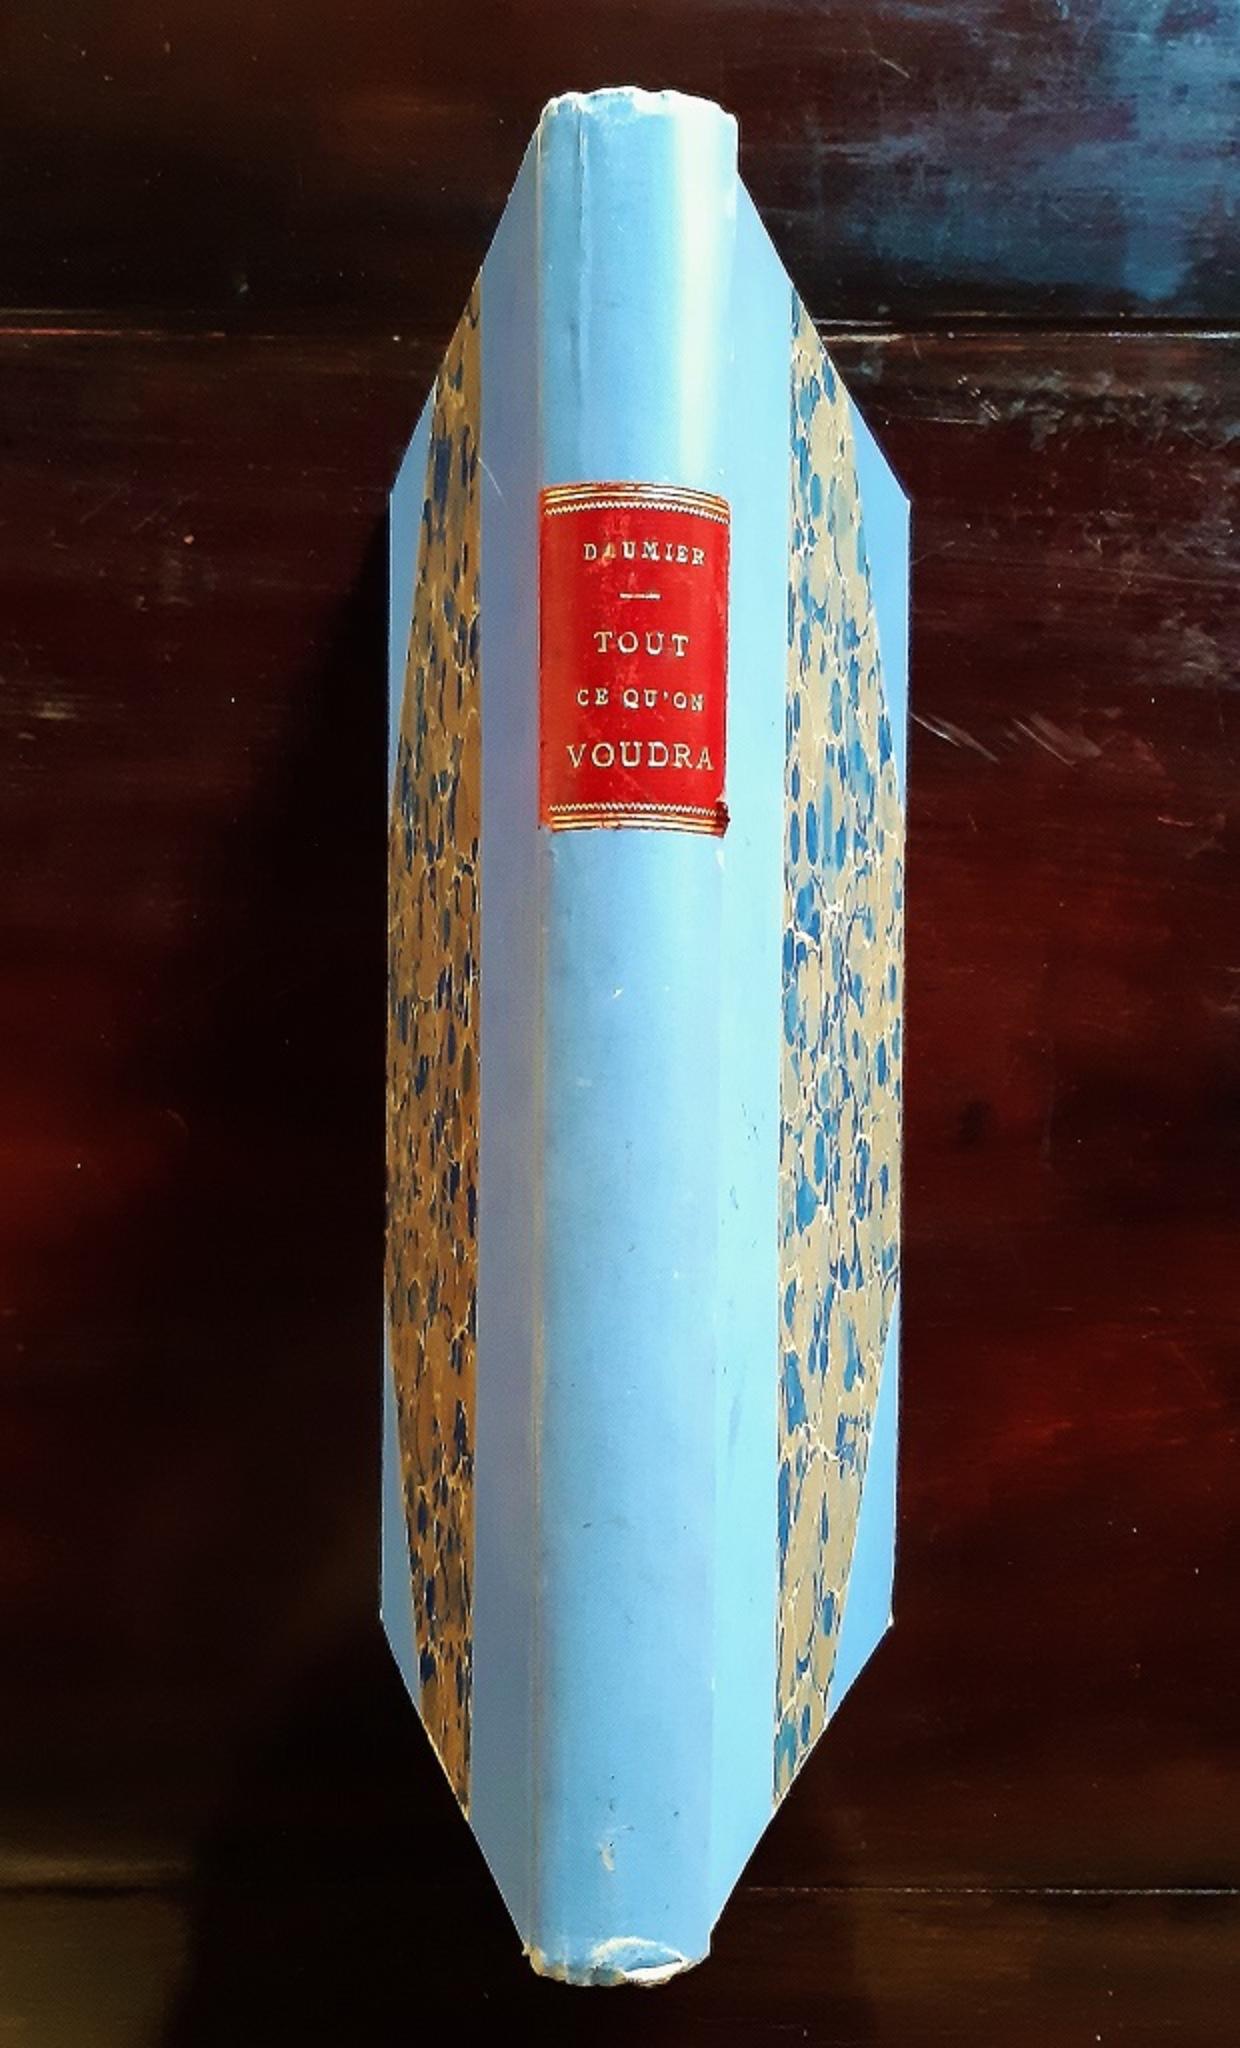 DAUMIER
TOUT
CE QU'ON
VOUDRA